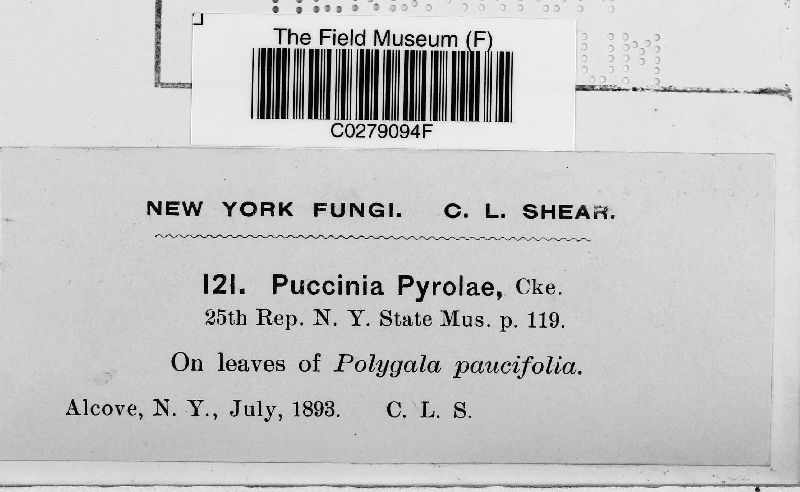 The Field Museum (F)
C0279094F
NEW YORK FUNGI. C. L. SHEAR.
121. Puccinia Pyrolae, Cke.
25th Rep. N. Y. State Mus. p. 119.
On leaves of Polygala paucifolia.
Alcove, N. Y., July, 1893. C. L. S.